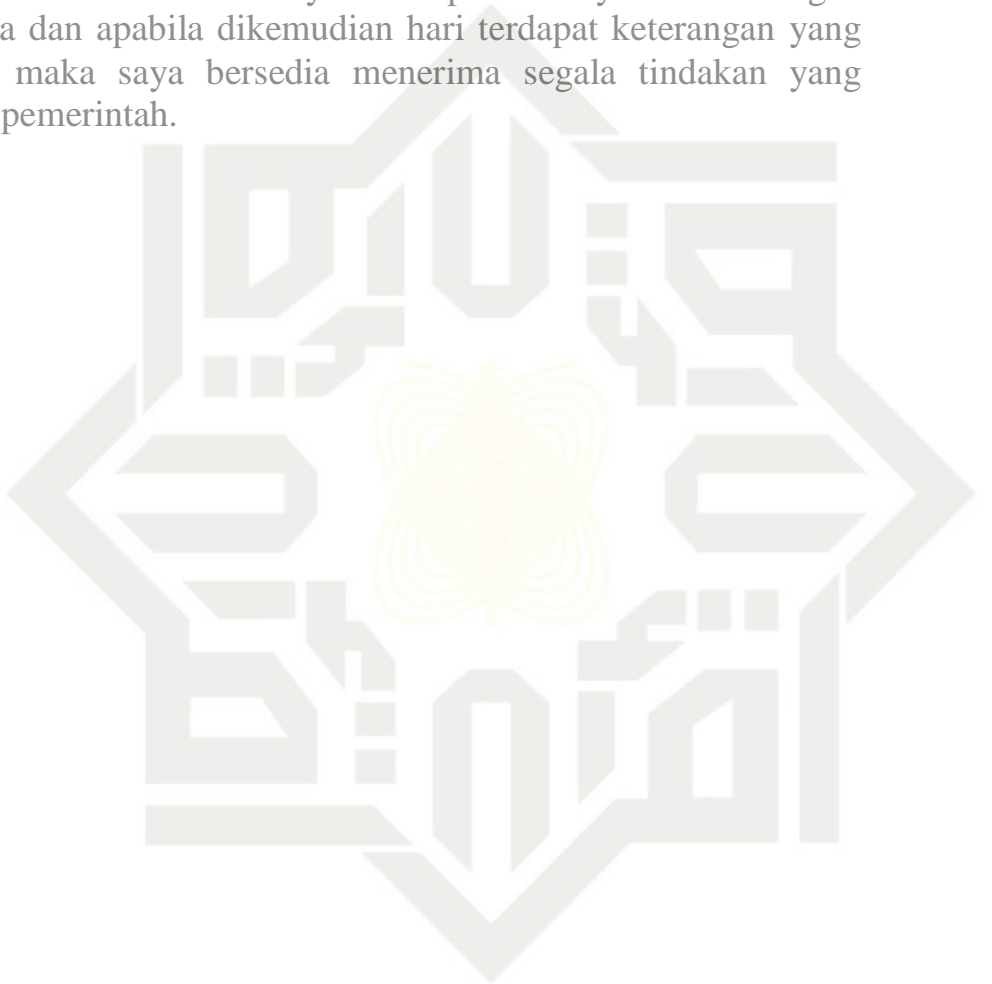 a dan apabila dikemudian hari terdapat keterangan yang
maka saya bersedia menerima segala tindakan yang
pemerintah.